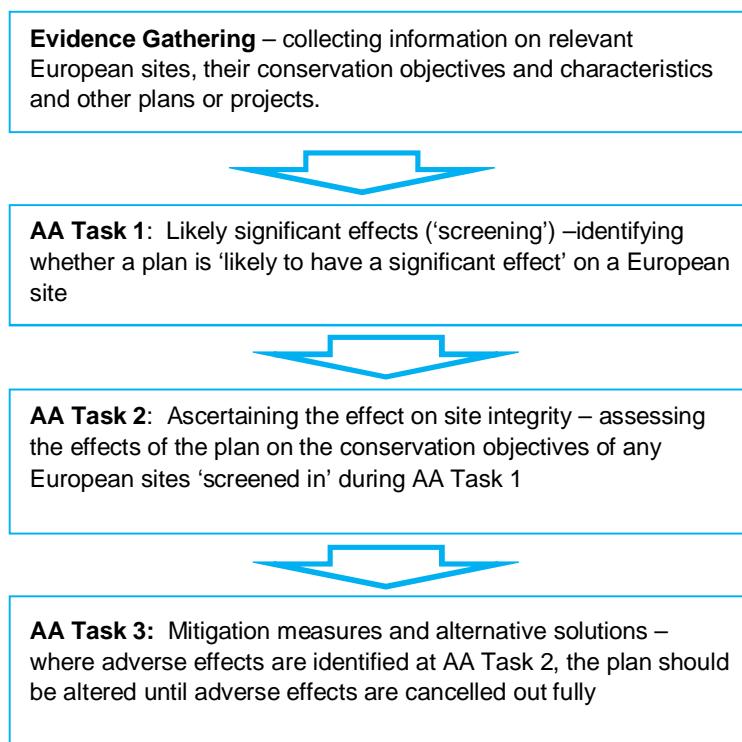 Evidence Gathering – collecting information on relevant
European sites, their conservation objectives and characteristics
and other plans or projects.
AA Task 1:  Likely significant effects (‘screening’) –identifying
whether a plan is ‘likely to have a significant effect’ on a European
site
AA Task 2:  Ascertaining the effect on site integrity – assessing
the effects of the plan on the conservation objectives of any
European sites ‘screened in’ during AA Task 1
AA Task 3:  Mitigation measures and alternative solutions –
where adverse effects are identified at AA Task 2, the plan should
be altered until adverse effects are cancelled out fully